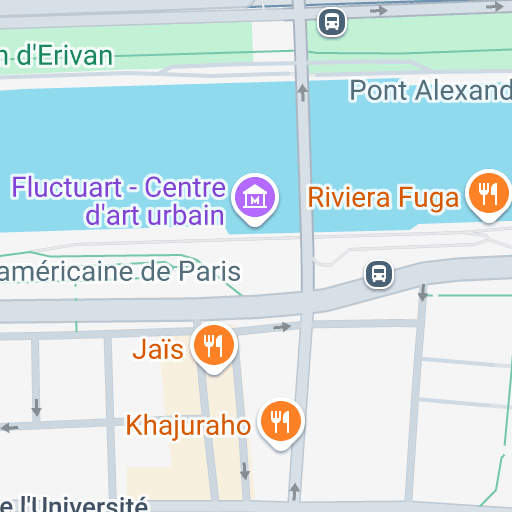 n d'Erivan
Pont Alexand
Fluctuart - Centre
d'art urbain
Riviera Fuga
américaine de Paris
Jaïs
Khajuraho
e l'Université